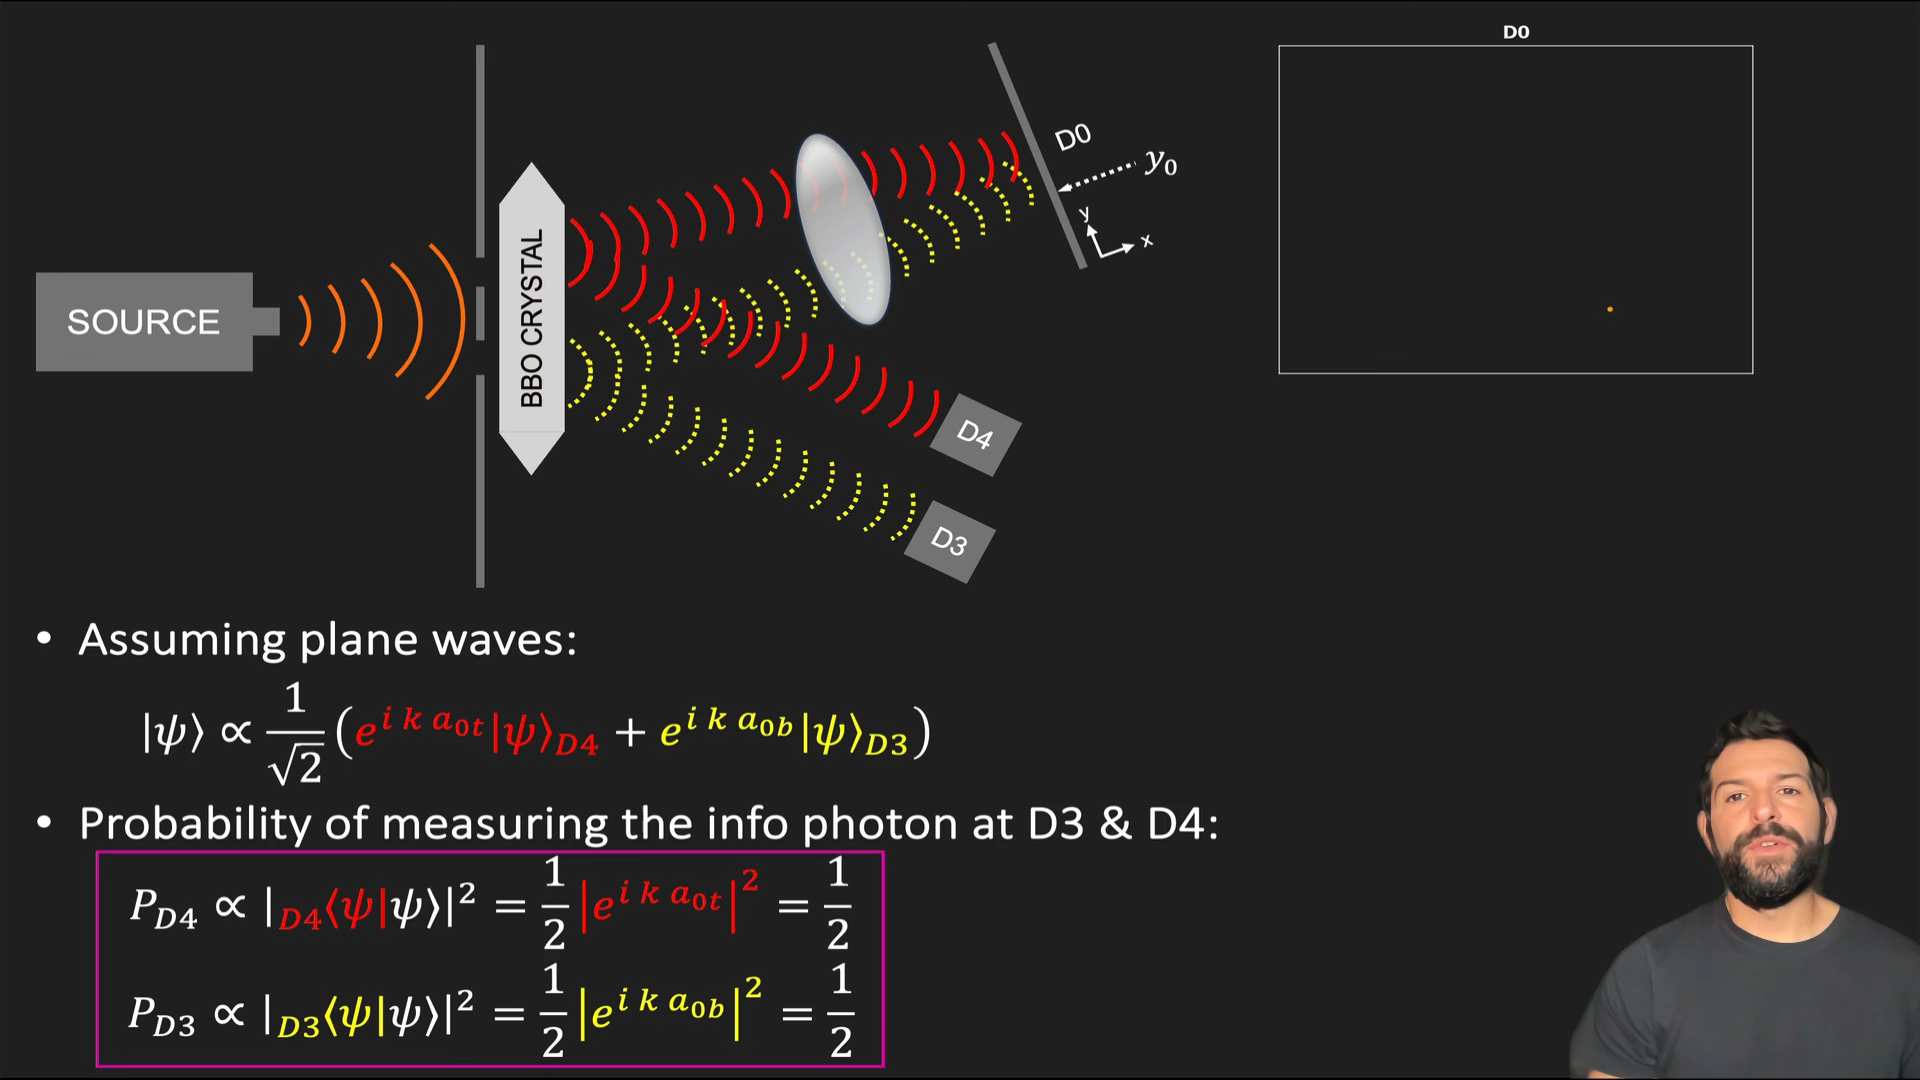 D0
D0
y₀
y
x
SOURCE
BBO CRYSTAL
D4
D3
• Assuming plane waves:
|ψ⟩ ∝ 1/√2 (e^{i k a_{0t}}|ψ⟩_{D4} + e^{i k a_{0b}}|ψ⟩_{D3})
• Probability of measuring the info photon at D3 & D4:
P_{D4} ∝ |_{D4}⟨ψ|ψ⟩|² = 1/2 |e^{i k a_{0t}}|² = 1/2
P_{D3} ∝ |_{D3}⟨ψ|ψ⟩|² = 1/2 |e^{i k a_{0b}}|² = 1/2